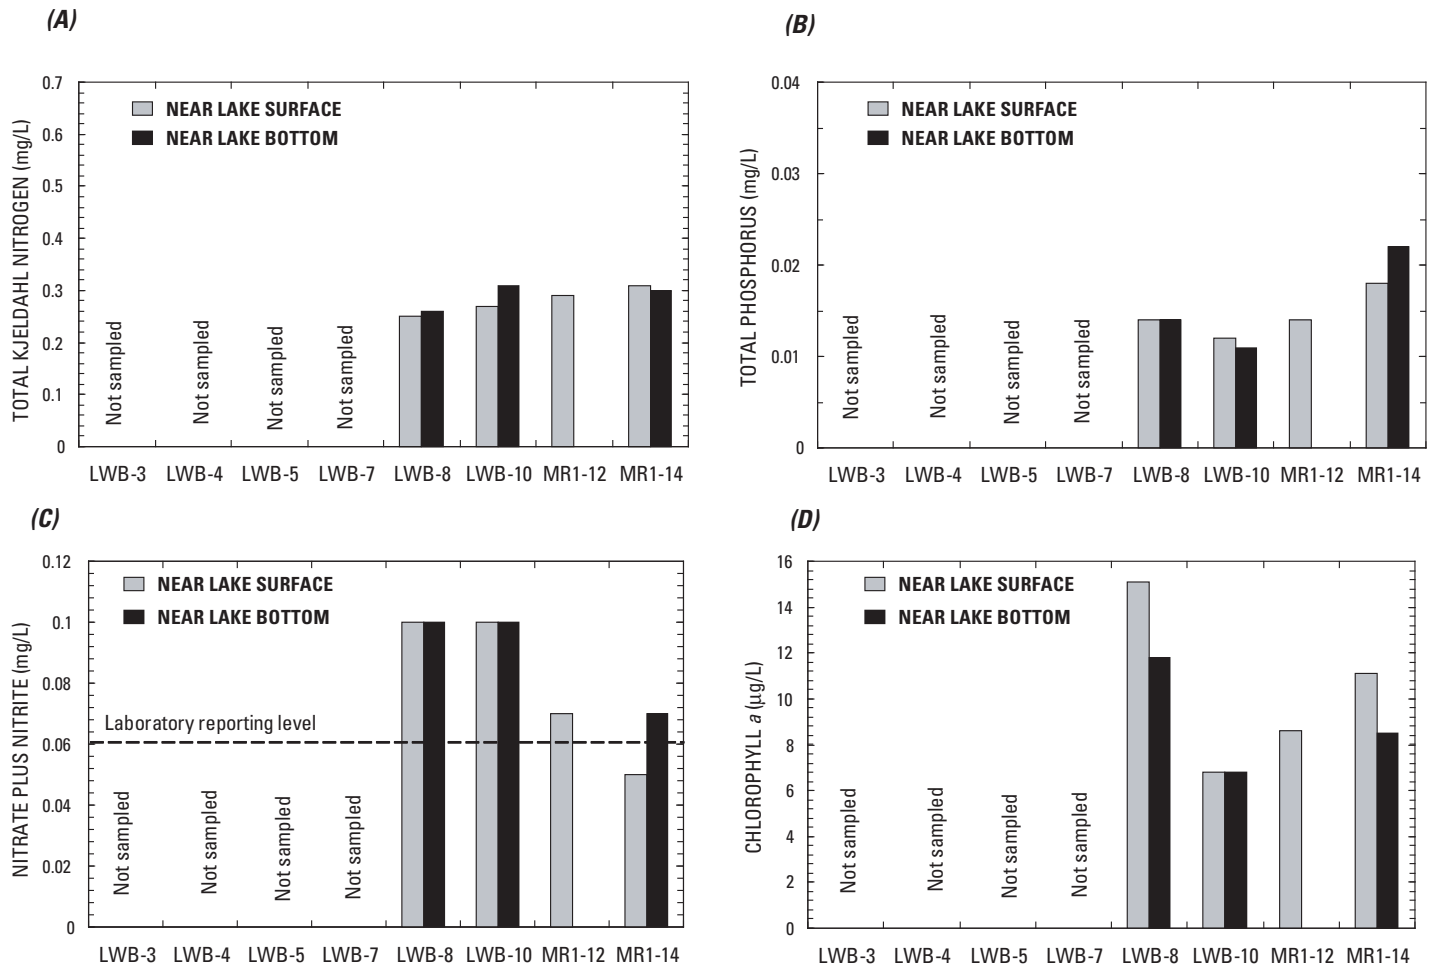 (A)
TOTAL KJELDAHL NITROGEN (mg/L)
0.7
0.6
0.5
0.4
0.3
0.2
0.1
0
NEAR LAKE SURFACE
NEAR LAKE BOTTOM
Not sampled
Not sampled
Not sampled
Not sampled
LWB-3 LWB-4 LWB-5 LWB-7 LWB-8 LWB-10 MR1-12 MR1-14
(B)
TOTAL PHOSPHORUS (mg/L)
0.04
0.03
0.02
0.01
0
NEAR LAKE SURFACE
NEAR LAKE BOTTOM
Not sampled
Not sampled
Not sampled
Not sampled
LWB-3 LWB-4 LWB-5 LWB-7 LWB-8 LWB-10 MR1-12 MR1-14
(C)
NITRATE PLUS NITRITE (mg/L)
0.12
0.1
0.08
0.06
0.04
0.02
0
NEAR LAKE SURFACE
NEAR LAKE BOTTOM
Laboratory reporting level
Not sampled
Not sampled
Not sampled
Not sampled
LWB-3 LWB-4 LWB-5 LWB-7 LWB-8 LWB-10 MR1-12 MR1-14
(D)
CHLOROPHYLL a (µg/L)
16
14
12
10
8
6
4
2
0
NEAR LAKE SURFACE
NEAR LAKE BOTTOM
Not sampled
Not sampled
Not sampled
Not sampled
LWB-3 LWB-4 LWB-5 LWB-7 LWB-8 LWB-10 MR1-12 MR1-14